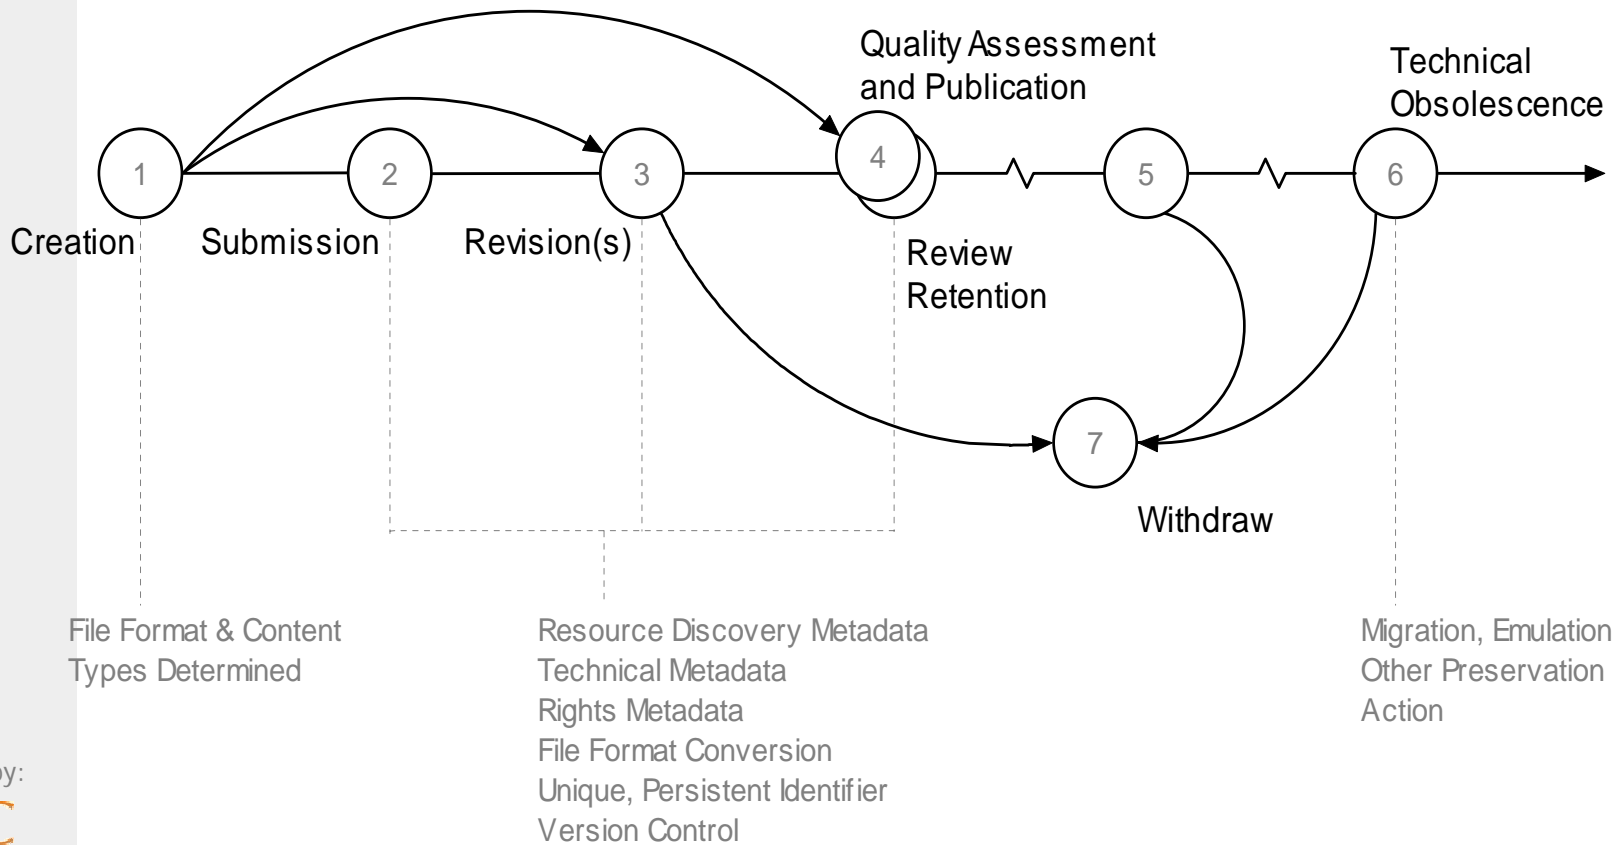 Quality Assessment
and Publication
Technical
Obsolescence
1
2
3
4
5
6
Creation
Submission
Revision(s)
Review
Retention
7
Withdraw
File Format & Content
Types Determined
Resource Discovery Metadata
Technical Metadata
Rights Metadata
File Format Conversion
Unique, Persistent Identifier
Version Control
Migration, Emulation
Other Preservation
Action
by: